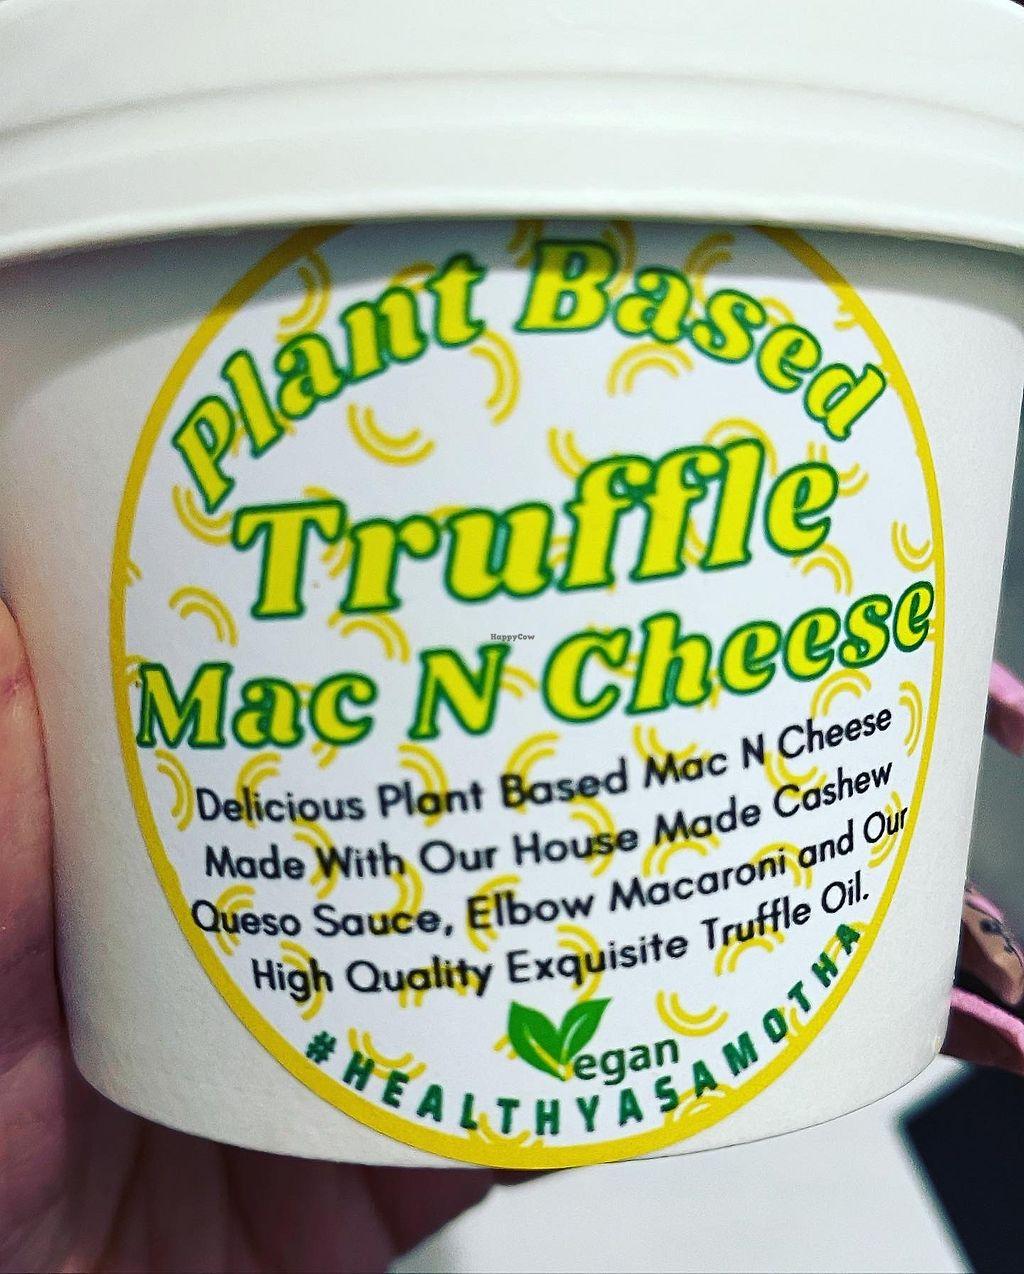 Plant Based
Truffle
HappyCow
Mac N Cheese
Delicious Plant Based Mac N Cheese
Made With Our House Made Cashew
Queso Sauce, Elbow Macaroni and Our
High Quality Exquisite Truffle Oil.
Vegan
#HEALTHYASAMOTHA